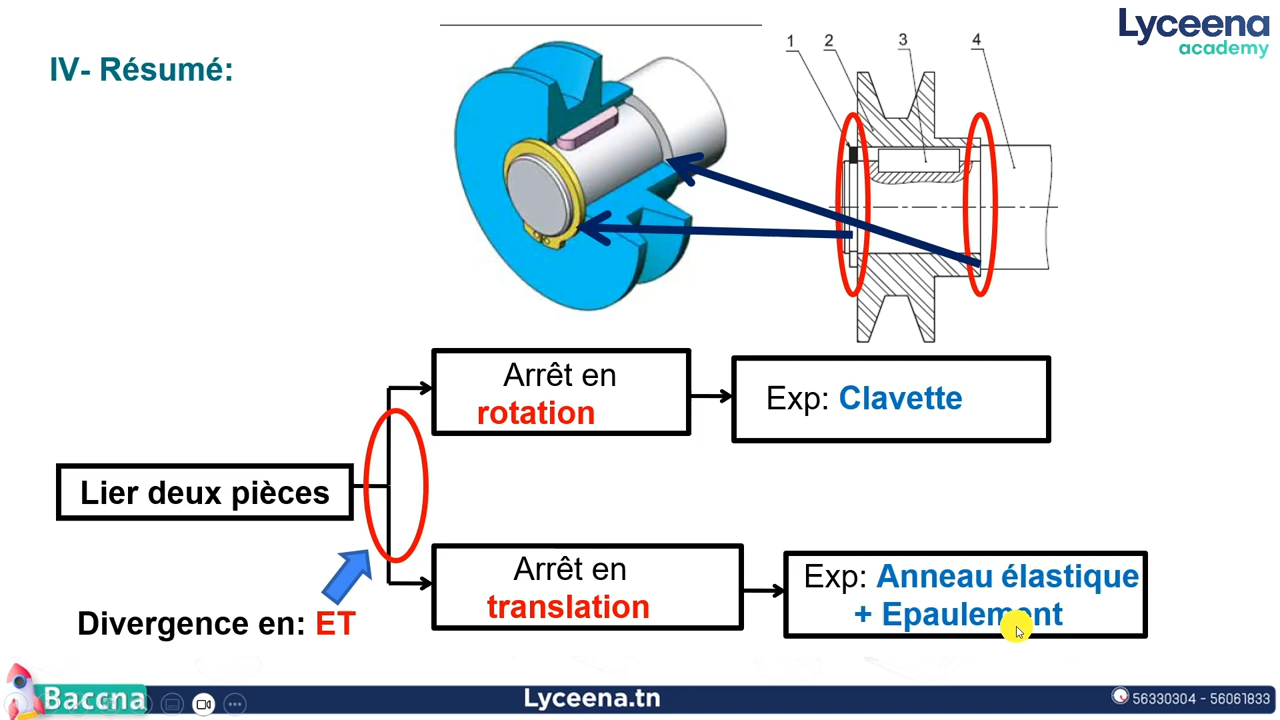 Lyceena
academy
IV- Résumé:
1 2 3 4
Arrêt en
rotation
Exp: Clavette
Lier deux pièces
Arrêt en
translation
Exp: Anneau élastique
+ Epaulement
Divergence en: ET
Baccna
Lyceena.tn
56330304 - 56061833